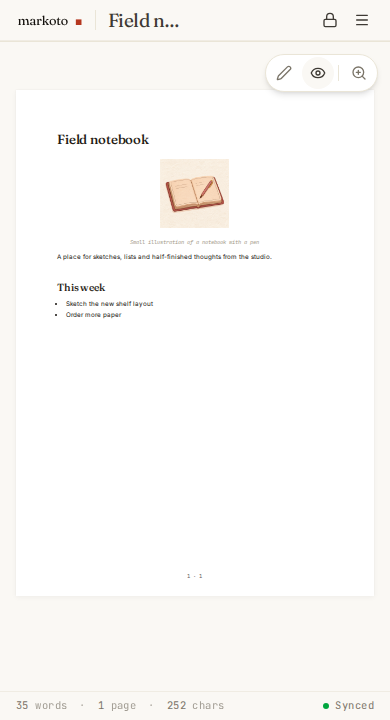 markoto
Field n...
Field notebook
Small illustration of a notebook with a pen
A place for sketches, lists and half-finished thoughts from the studio.
This week
• Sketch the new shelf layout
• Order more paper
1 - 1
35 words · 1 page · 252 chars
Synced